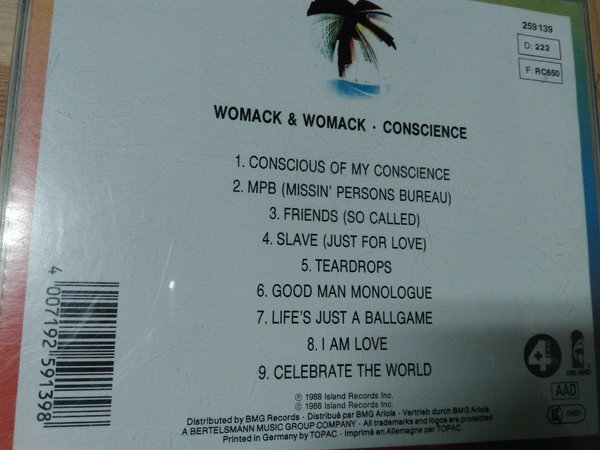 259 139
D: 222
F: RC650
WOMACK & WOMACK · CONSCIENCE
1. CONSCIOUS OF MY CONSCIENCE
2. MPB (MISSIN' PERSONS BUREAU)
3. FRIENDS (SO CALLED)
4. SLAVE (JUST FOR LOVE)
5. TEARDROPS
6. GOOD MAN MONOLOGUE
7. LIFE'S JUST A BALLGAME
8. I AM LOVE
9. CELEBRATE THE WORLD
℗ 1988 Island Records Inc.
© 1988 Island Records Inc.
Distributed by BMG Records · Distribué par BMG Ariola · Vertrieb durch BMG Ariola
A BERTELSMANN MUSIC GROUP COMPANY · All trademarks and logos are protected
Printed in Germany by TOPAC · Imprimé en Allemagne par TOPAC
4 007192 591398
4
ISLAND
AAD
LC 0407